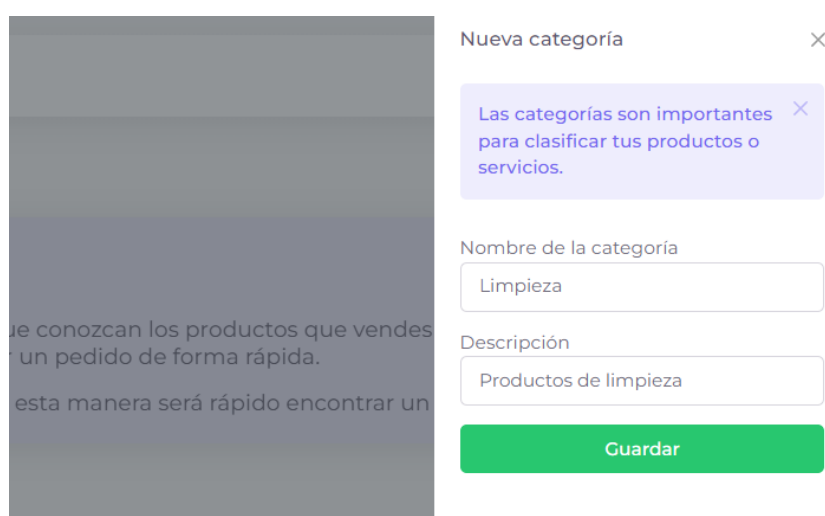 Nueva categoría
Las categorías son importantes
para clasificar tus productos o
servicios.
Nombre de la categoría
Limpieza
conozcan los productos que vendes
un pedido de forma rápida.
Descripción
Productos de limpieza
esta manera será rápido encontrar un
Guardar